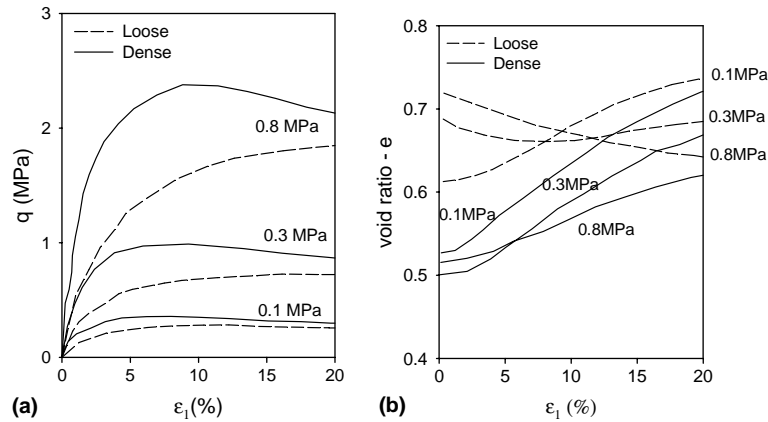 3
2
1
0
q (MPa)
Loose
Dense
0.8 MPa
0.3 MPa
0.1 MPa
0 5 10 15 20
(a)
ε1(%)
0.8
0.7
0.6
0.5
0.4
void ratio - e
Loose
Dense
0.1MPa
0.3MPa
0.8MPa
0.1MPa
0.3MPa
0.8MPa
0 5 10 15 20
(b)
ε1 (%)